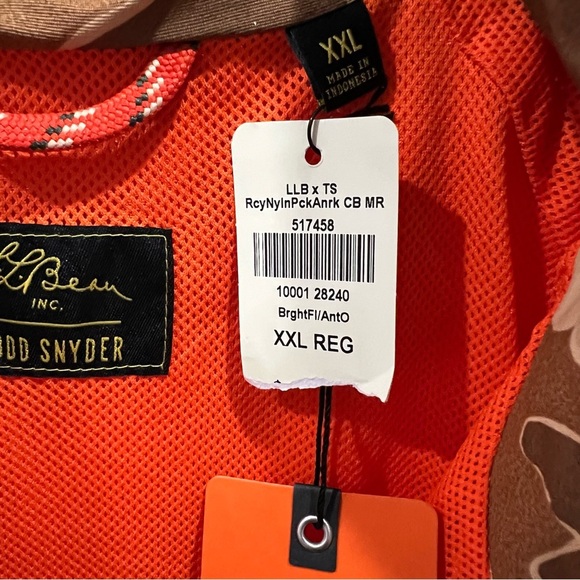 XXL
MADE IN
INDONESIA
LLB x TS
RcyNylnPckAnrk CB MR
517458
10001 28240
BrghtFl/AntO
XXL REG
L.L.Bean
INC.
ODD SNYDER